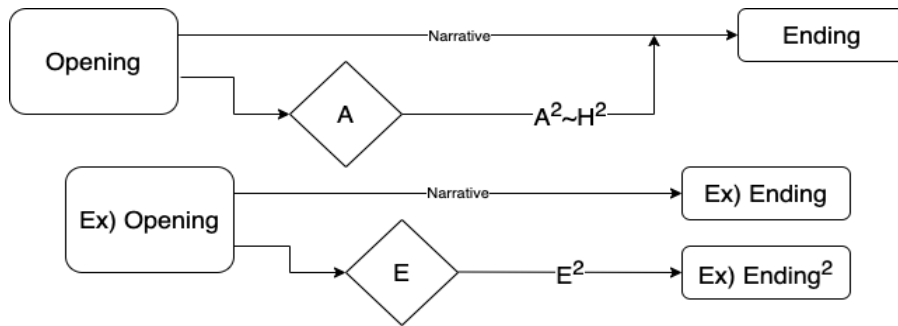 Opening
Narrative
Ending
A
A²~H²
Ex) Opening
Narrative
Ex) Ending
E
E²
Ex) Ending²